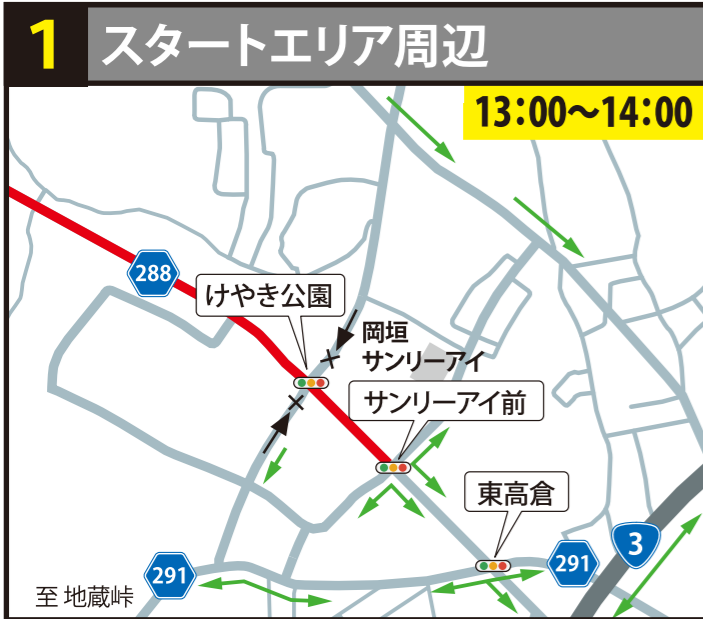 1 スタートエリア周辺
13:00〜14:00
288
けやき公園
岡垣
サンリーアイ
サンリーアイ前
東高倉
3
291
291
至 地蔵峠